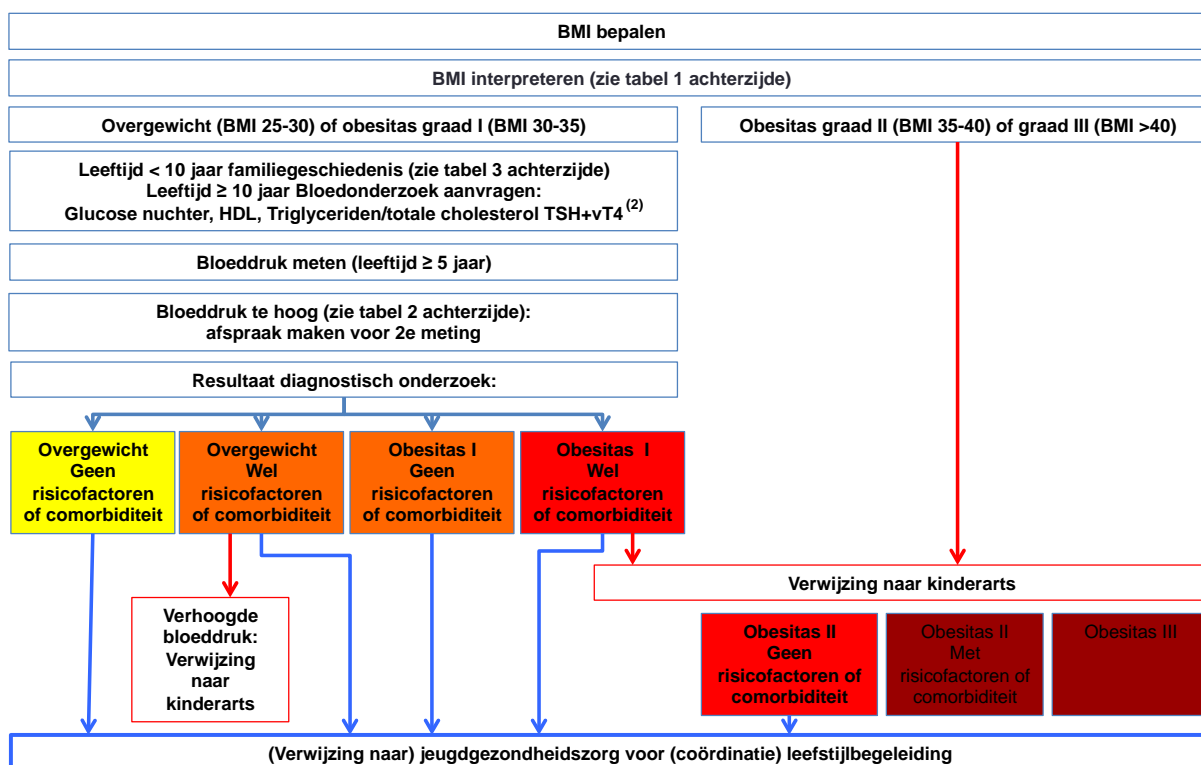 BMI bepalen
BMI interpreteren (zie tabel 1 achterzijde)
Overgewicht (BMI 25-30) of obesitas graad I (BMI 30-35)
Obesitas graad II (BMI 35-40) of graad III (BMI >40)
Leeftijd < 10 jaar familiegeschiedenis (zie tabel 3 achterzijde)
Leeftijd ≥ 10 jaar Bloedonderzoek aanvragen:
Glucose nuchter, HDL, Triglyceriden/totale cholesterol TSH+vT4 (2)
Bloeddruk meten (leeftijd ≥ 5 jaar)
Bloeddruk te hoog (zie tabel 2 achterzijde):
afspraak maken voor 2e meting
Resultaat diagnostisch onderzoek:
Overgewicht
Geen
risicofactoren
of comorbiditeit
Overgewicht
Wel
risicofactoren
of comorbiditeit
Obesitas I
Geen
risicofactoren
of comorbiditeit
Obesitas I
Wel
risicofactoren
of comorbiditeit
Verwijzing naar kinderarts
Verhoogde
bloeddruk:
Verwijzing
naar
kinderarts
Obesitas II
Geen
risicofactoren of
comorbiditeit
Obesitas II
Met
risicofactoren of
comorbiditeit
Obesitas III
(Verwijzing naar) jeugdgezondheidszorg voor (coördinatie) leefstijlbegeleiding